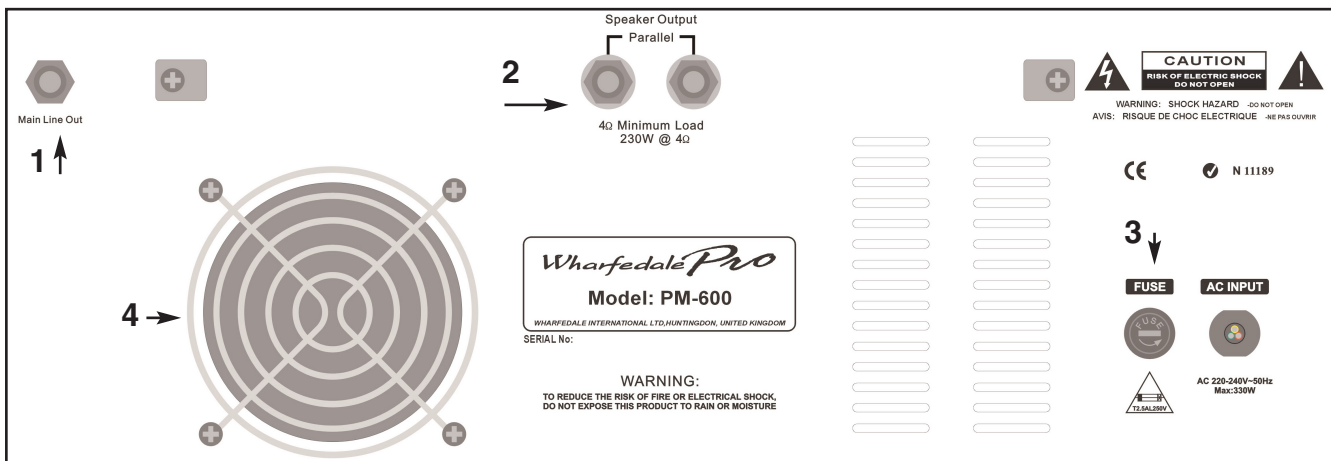 Speaker Output
Parallel
2
4Ω Minimum Load
230W @ 4Ω
Main Line Out
1
CAUTION
RISK OF ELECTRIC SHOCK
DO NOT OPEN
!
WARNING: SHOCK HAZARD -DO NOT OPEN
AVIS: RISQUE DE CHOC ELECTRIQUE -NE PAS OUVRIR
CE
N 11189
4
Wharfedale Pro
Model: PM-600
WHARFEDALE INTERNATIONAL LTD,HUNTINGDON, UNITED KINGDOM
SERIAL No:
WARNING:
TO REDUCE THE RISK OF FIRE OR ELECTRICAL SHOCK,
DO NOT EXPOSE THIS PRODUCT TO RAIN OR MOISTURE
3
FUSE
AC INPUT
FUSE
T2.5AL250V
AC 220-240V~50Hz
Max:330W